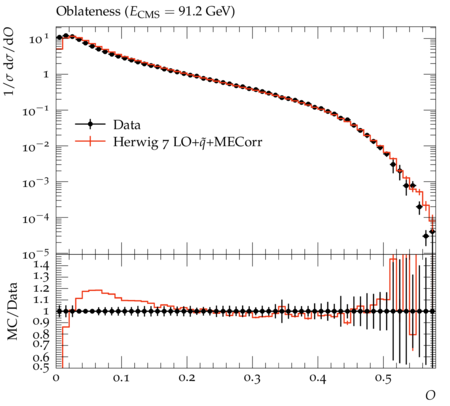 Oblateness (E_CMS = 91.2 GeV)
1/σ dσ/dO
10^1
1
10^−1
10^−2
10^−3
10^−4
10^−5
Data
Herwig 7 LO+q̃+MECorr
MC/Data
1.4
1.3
1.2
1.1
1
0.9
0.8
0.7
0.6
0.5
0 0.1 0.2 0.3 0.4 0.5
O